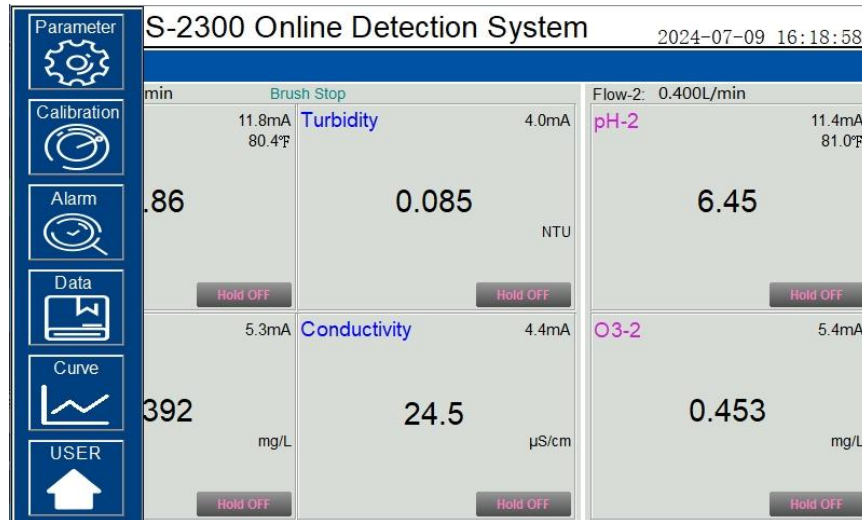 Parameter
Calibration
Alarm
Data
Curve
USER
S-2300 Online Detection System
2024-07-09 16:18:58
min
Brush Stop
Flow-2: 0.400L/min
11.8mA
80.4℉
.86
Hold OFF
Turbidity
4.0mA
0.085
NTU
Hold OFF
pH-2
11.4mA
81.0℉
6.45
Hold OFF
5.3mA
392
mg/L
Hold OFF
Conductivity
4.4mA
24.5
µS/cm
Hold OFF
O3-2
5.4mA
0.453
mg/L
Hold OFF